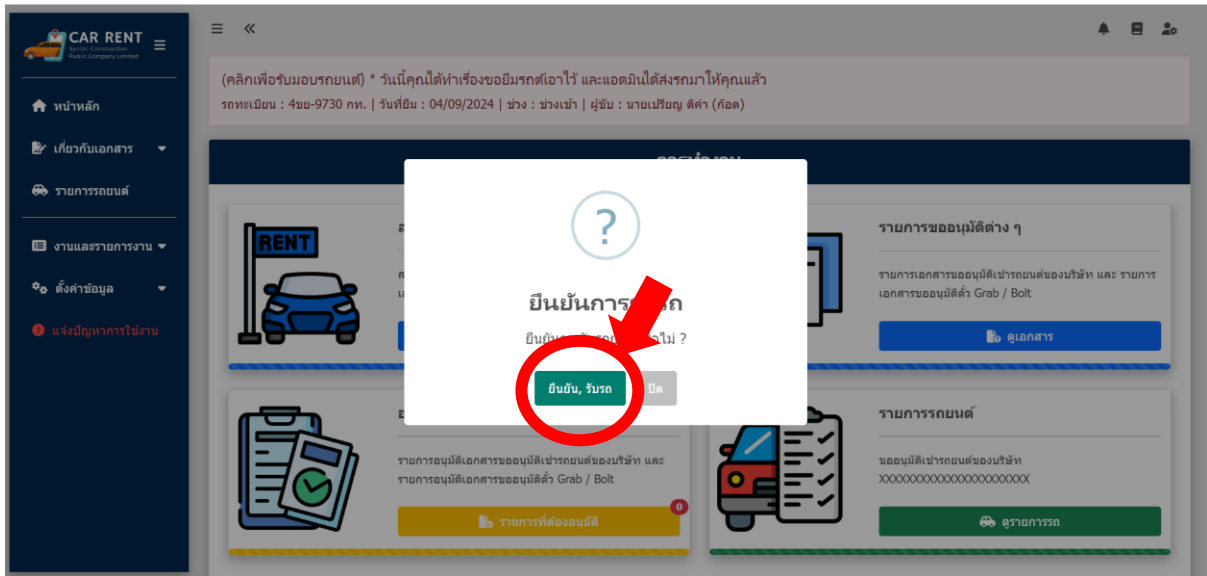 CAR RENT
Syntec Construction
Public Company Limited
(คลิกเพื่อรับมอบรถยนต์) * วันนี้คุณได้ทำเรื่องขอยืมรถต์เอาไว้ และแอดมินได้ส่งรถมาให้คุณแล้ว
รถทะเบียน : 4ขย-9730 กท. | วันที่ยืม : 04/09/2024 | ช่วง : ช่วงเช้า | ผู้ขับ : นายเปรียญ ดีคำ (ก๊อต)
หน้าหลัก
เกี่ยวกับเอกสาร
รายการรถยนต์
งานและรายการงาน
ตั้งค่าข้อมูล
แจ้งปัญหาการใช้งาน
?
ยืนยันการ
ยืนยัน ไม่ ?
ยืนยัน, รับรถ
ปิด
RENT
รายการขออนุมัติต่าง ๆ
รายการเอกสารขออนุมัติเช่ารถยนต์ของบริษัท และ รายการ
เอกสารขออนุมัติตั๋ว Grab / Bolt
ดูเอกสาร
รายการอนุมัติเอกสารขออนุมัติเช่ารถยนต์ของบริษัท และ
รายการอนุมัติเอกสารขออนุมัติตั๋ว Grab / Bolt
0
รายการที่ต้องอนุมัติ
รายการรถยนต์
ขออนุมัติเช่ารถยนต์ของบริษัท
XXXXXXXXXXXXXXXXXXXXXX
ดูรายการรถ